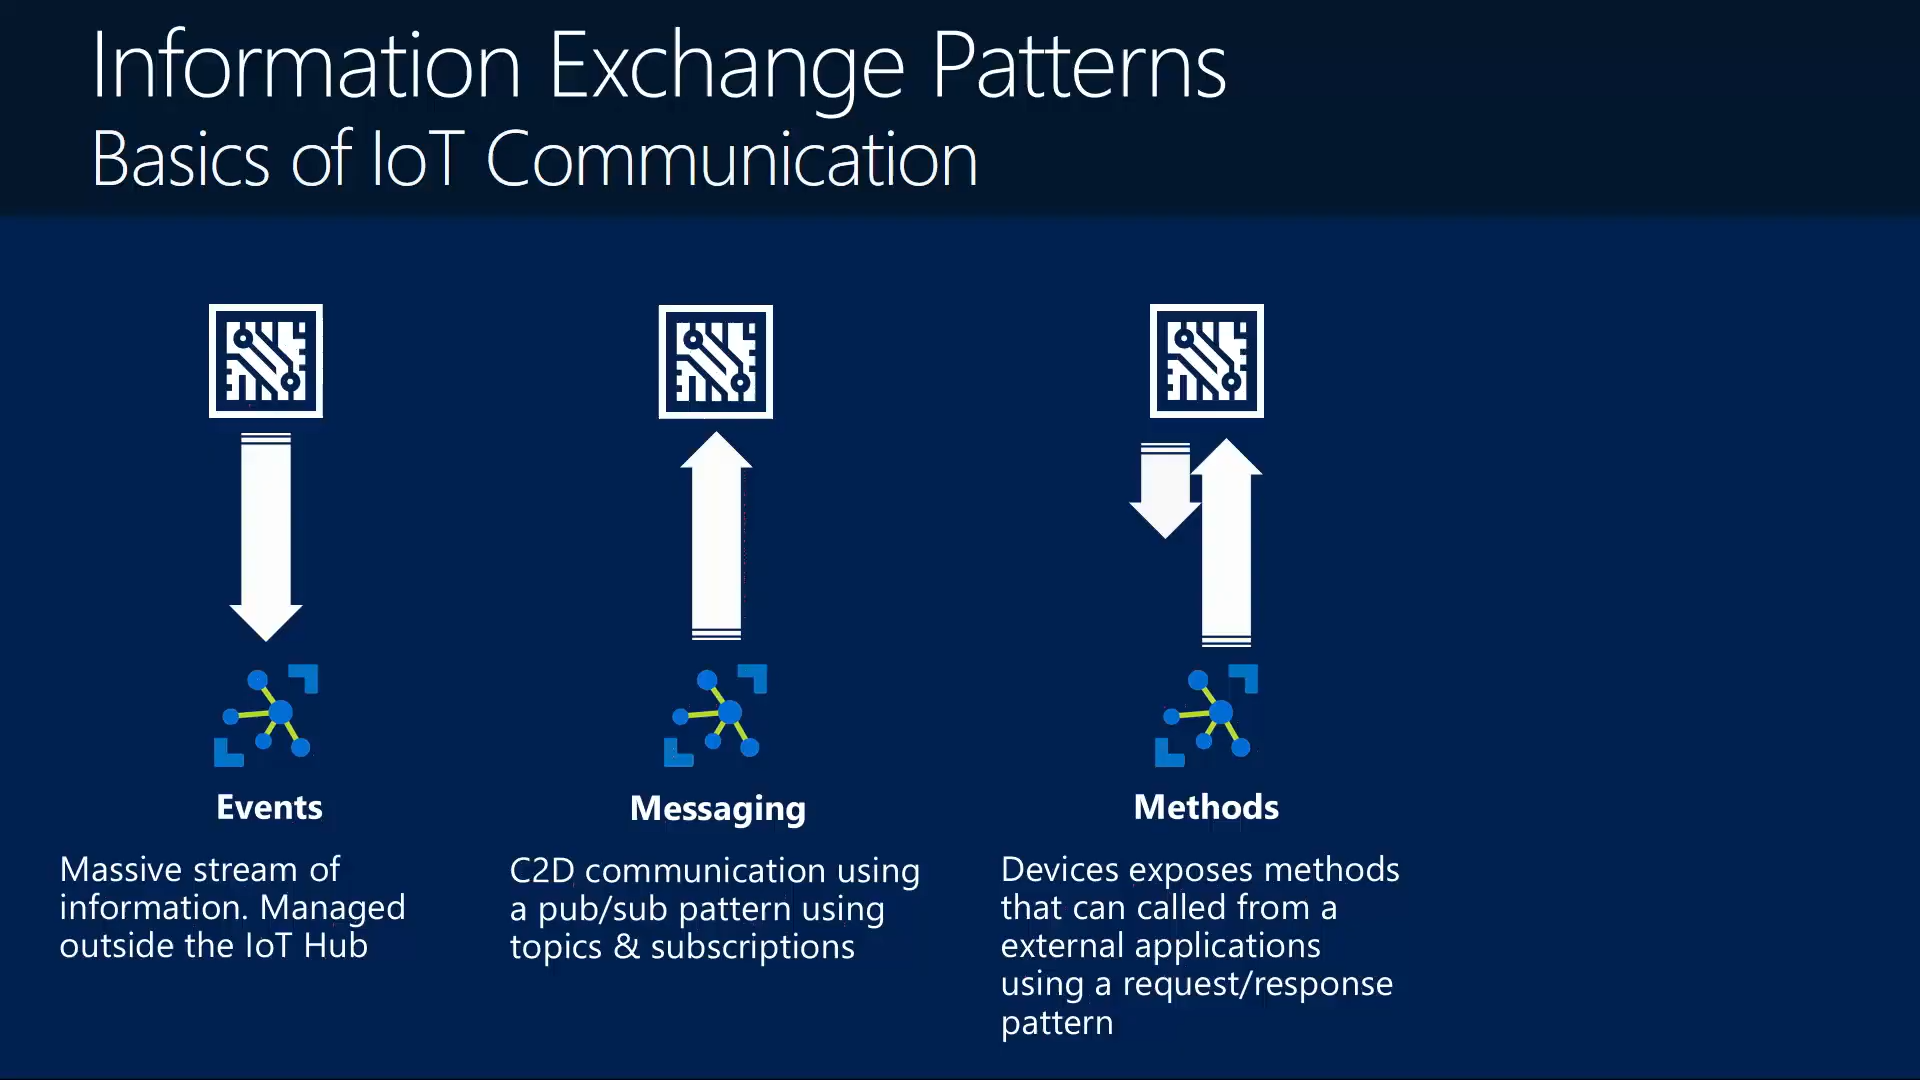 Information Exchange Patterns
Basics of IoT Communication
Events
Massive stream of
information. Managed
outside the IoT Hub
Messaging
C2D communication using
a pub/sub pattern using
topics & subscriptions
Methods
Devices exposes methods
that can called from a
external applications
using a request/response
pattern